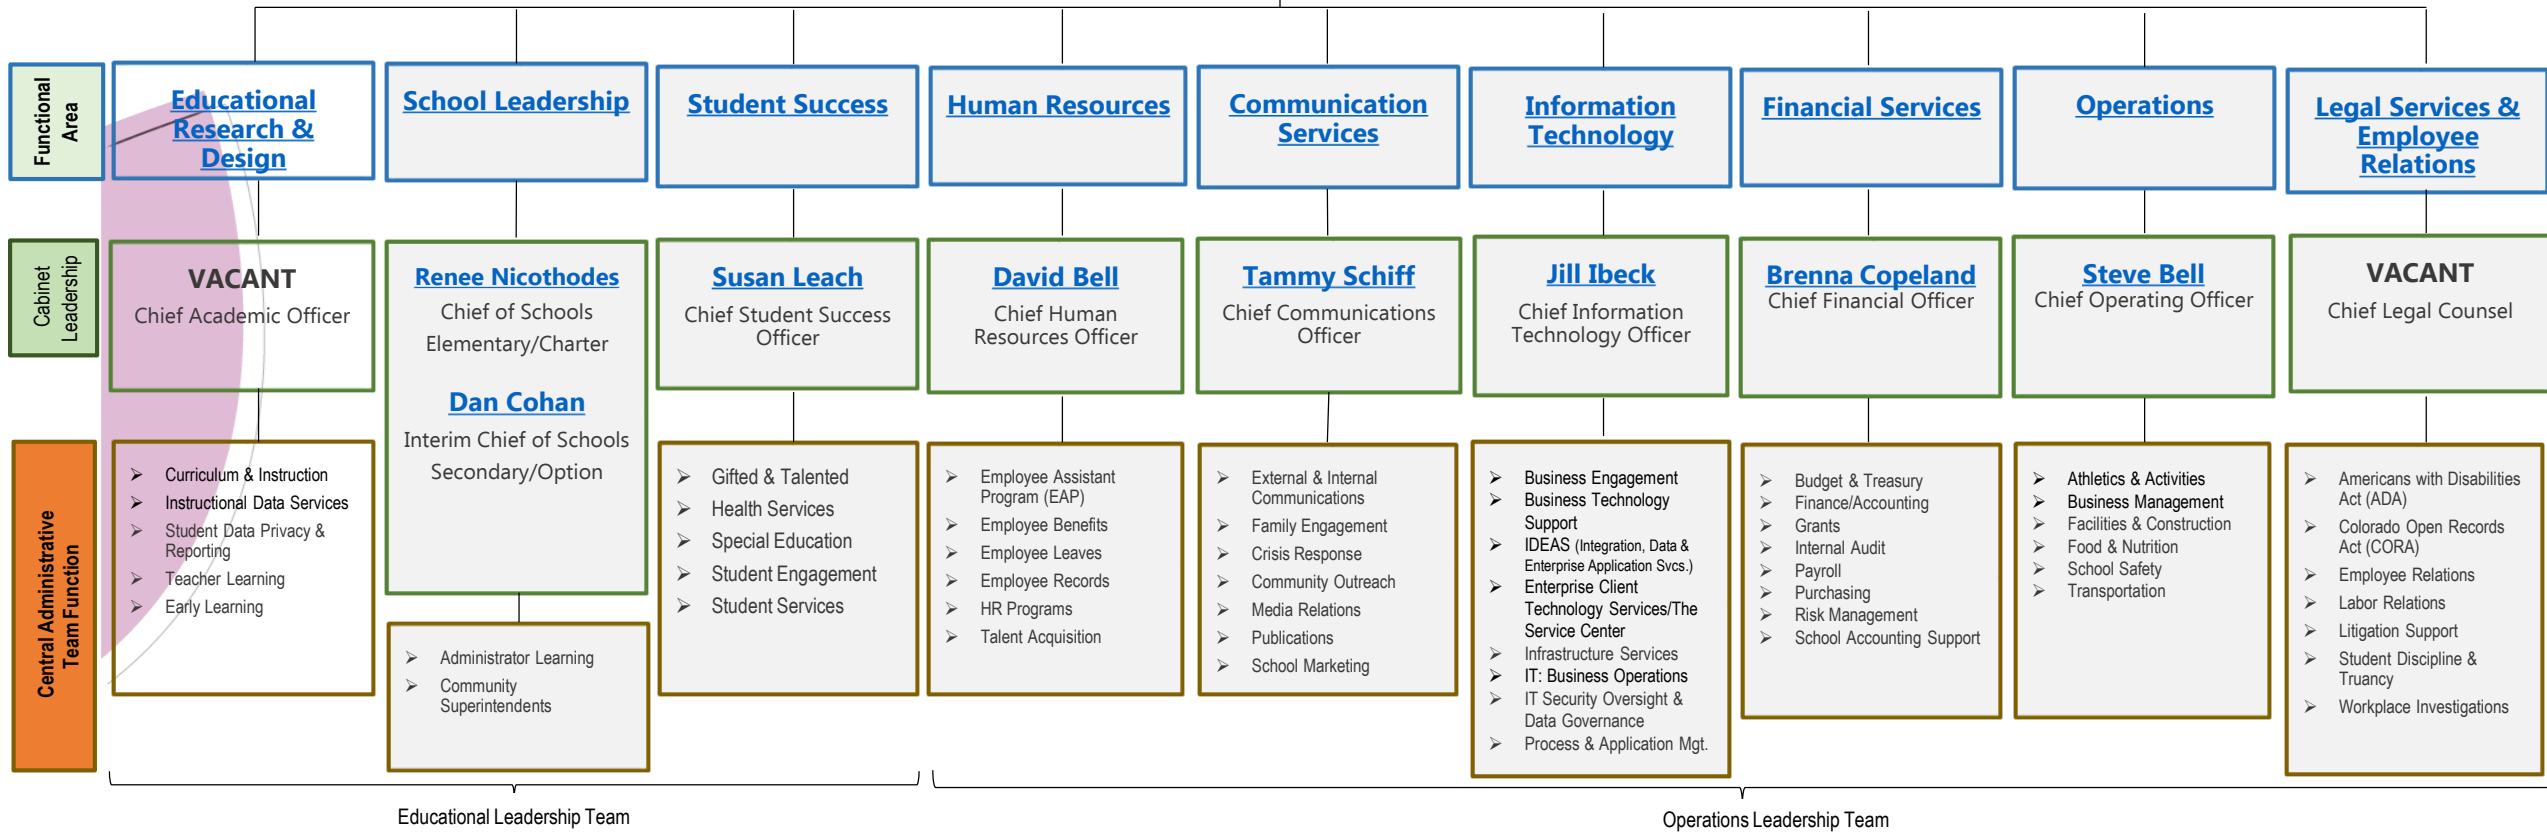 Functional
Area
Educational
Research &
Design
School Leadership
Student Success
Human Resources
Communication
Services
Information
Technology
Financial Services
Operations
Legal Services &
Employee
Relations
Cabinet
Leadership
VACANT
Chief Academic Officer
Renee Nicothodes
Chief of Schools
Elementary/Charter
Dan Cohan
Interim Chief of Schools
Secondary/Option
Susan Leach
Chief Student Success
Officer
David Bell
Chief Human
Resources Officer
Tammy Schiff
Chief Communications
Officer
Jill Ibeck
Chief Information
Technology Officer
Brenna Copeland
Chief Financial Officer
Steve Bell
Chief Operating Officer
VACANT
Chief Legal Counsel
Central Administrative
Team Function
➢ Curriculum & Instruction
➢ Instructional Data Services
➢ Student Data Privacy &
Reporting
➢ Teacher Learning
➢ Early Learning
➢ Administrator Learning
➢ Community
Superintendents
➢ Gifted & Talented
➢ Health Services
➢ Special Education
➢ Student Engagement
➢ Student Services
➢ Employee Assistant
Program (EAP)
➢ Employee Benefits
➢ Employee Leaves
➢ Employee Records
➢ HR Programs
➢ Talent Acquisition
➢ External & Internal
Communications
➢ Family Engagement
➢ Crisis Response
➢ Community Outreach
➢ Media Relations
➢ Publications
➢ School Marketing
➢ Business Engagement
➢ Business Technology
Support
➢ IDEAS (Integration, Data &
Enterprise Application Svcs.)
➢ Enterprise Client
Technology Services/The
Service Center
➢ Infrastructure Services
➢ IT: Business Operations
➢ IT Security Oversight &
Data Governance
➢ Process & Application Mgt.
➢ Budget & Treasury
➢ Finance/Accounting
➢ Grants
➢ Internal Audit
➢ Payroll
➢ Purchasing
➢ Risk Management
➢ School Accounting Support
➢ Athletics & Activities
➢ Business Management
➢ Facilities & Construction
➢ Food & Nutrition
➢ School Safety
➢ Transportation
➢ Americans with Disabilities
Act (ADA)
➢ Colorado Open Records
Act (CORA)
➢ Employee Relations
➢ Labor Relations
➢ Litigation Support
➢ Student Discipline &
Truancy
➢ Workplace Investigations
Educational Leadership Team
Operations Leadership Team